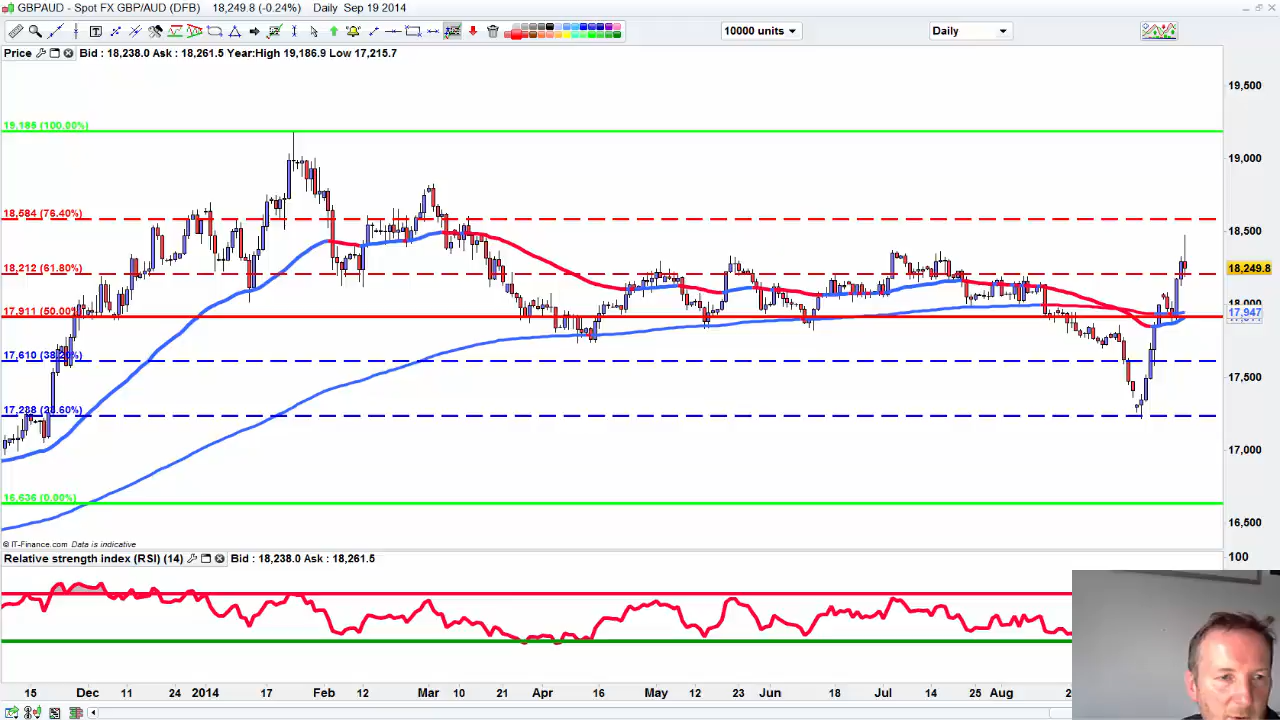 GBPAUD - Spot FX GBP/AUD (DFB) 18,249.8 (-0.24%) Daily Sep 19 2014
10000 units Daily
Price Bid : 18,238.0 Ask : 18,261.5 Year:High 19,186.9 Low 17,215.7
19,500
19,185 (100.00%)
19,000
18,584 (76.40%)
18,500
18,212 (61.80%)
18,249.8
18,000
17,911 (50.00%)
17,947
17,610 (38.20%)
17,500
17,238 (23.60%)
17,000
16,636 (0.00%)
16,500
© IT-Finance.com Data is indicative
Relative strength index (RSI) (14) Bid : 18,238.0 Ask : 18,261.5
100
15 Dec 11 24 2014 17 Feb 12 Mar 10 21 Apr 16 May 12 23 Jun 18 Jul 14 25 Aug